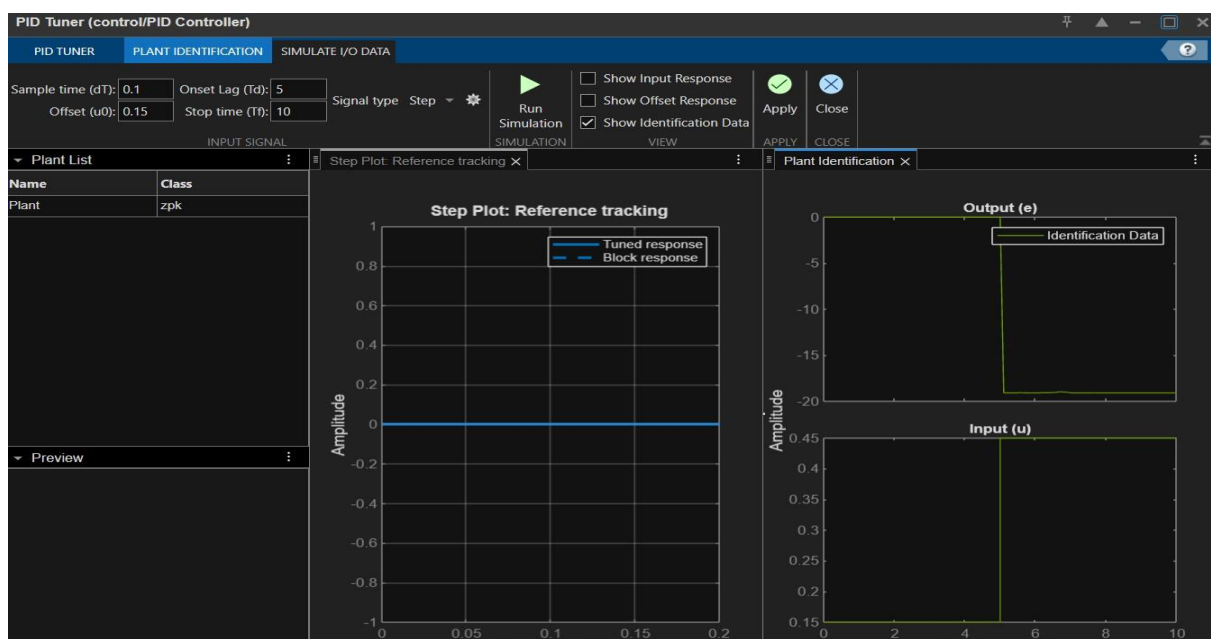 PID Tuner (control/PID Controller)
PID TUNER PLANT IDENTIFICATION SIMULATE I/O DATA
?
Sample time (dT): 0.1 Onset Lag (Td): 5
Offset (u0): 0.15 Stop time (Tf): 10
Signal type Step
INPUT SIGNAL
Run
Simulation
SIMULATION
Show Input Response
Show Offset Response
Show Identification Data
VIEW
Apply
APPLY
Close
CLOSE
Plant List
Name Class
Plant zpk
Preview
Step Plot: Reference tracking
Step Plot: Reference tracking
Tuned response
Block response
Amplitude
1
0.8
0.6
0.4
0.2
0
-0.2
-0.4
-0.6
-0.8
-1
0 0.05 0.1 0.15 0.2
Plant Identification
Output (e)
Identification Data
0
-5
-10
-15
-20
Amplitude
Input (u)
0.45
0.4
0.35
0.3
0.25
0.2
0.15
0 2 4 6 8 10